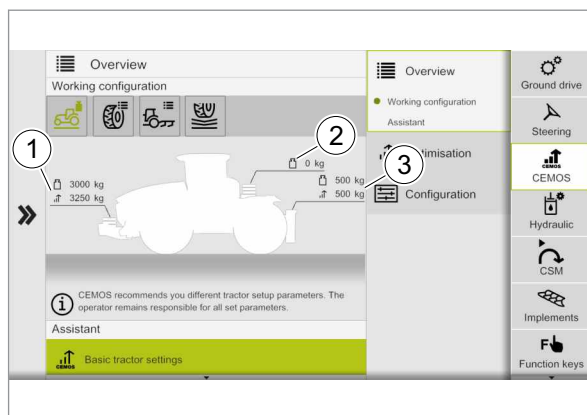 Overview
Working configuration
1
2
3
0 kg
3000 kg
3250 kg
500 kg
500 kg
CEMOS recommends you different tractor setup parameters. The
operator remains responsible for all set parameters.
Assistant
CEMOS
Basic tractor settings
Overview
Working configuration
Assistant
timisation
Configuration
Ground drive
Steering
CEMOS
Hydraulic
CSM
Implements
F
Function keys